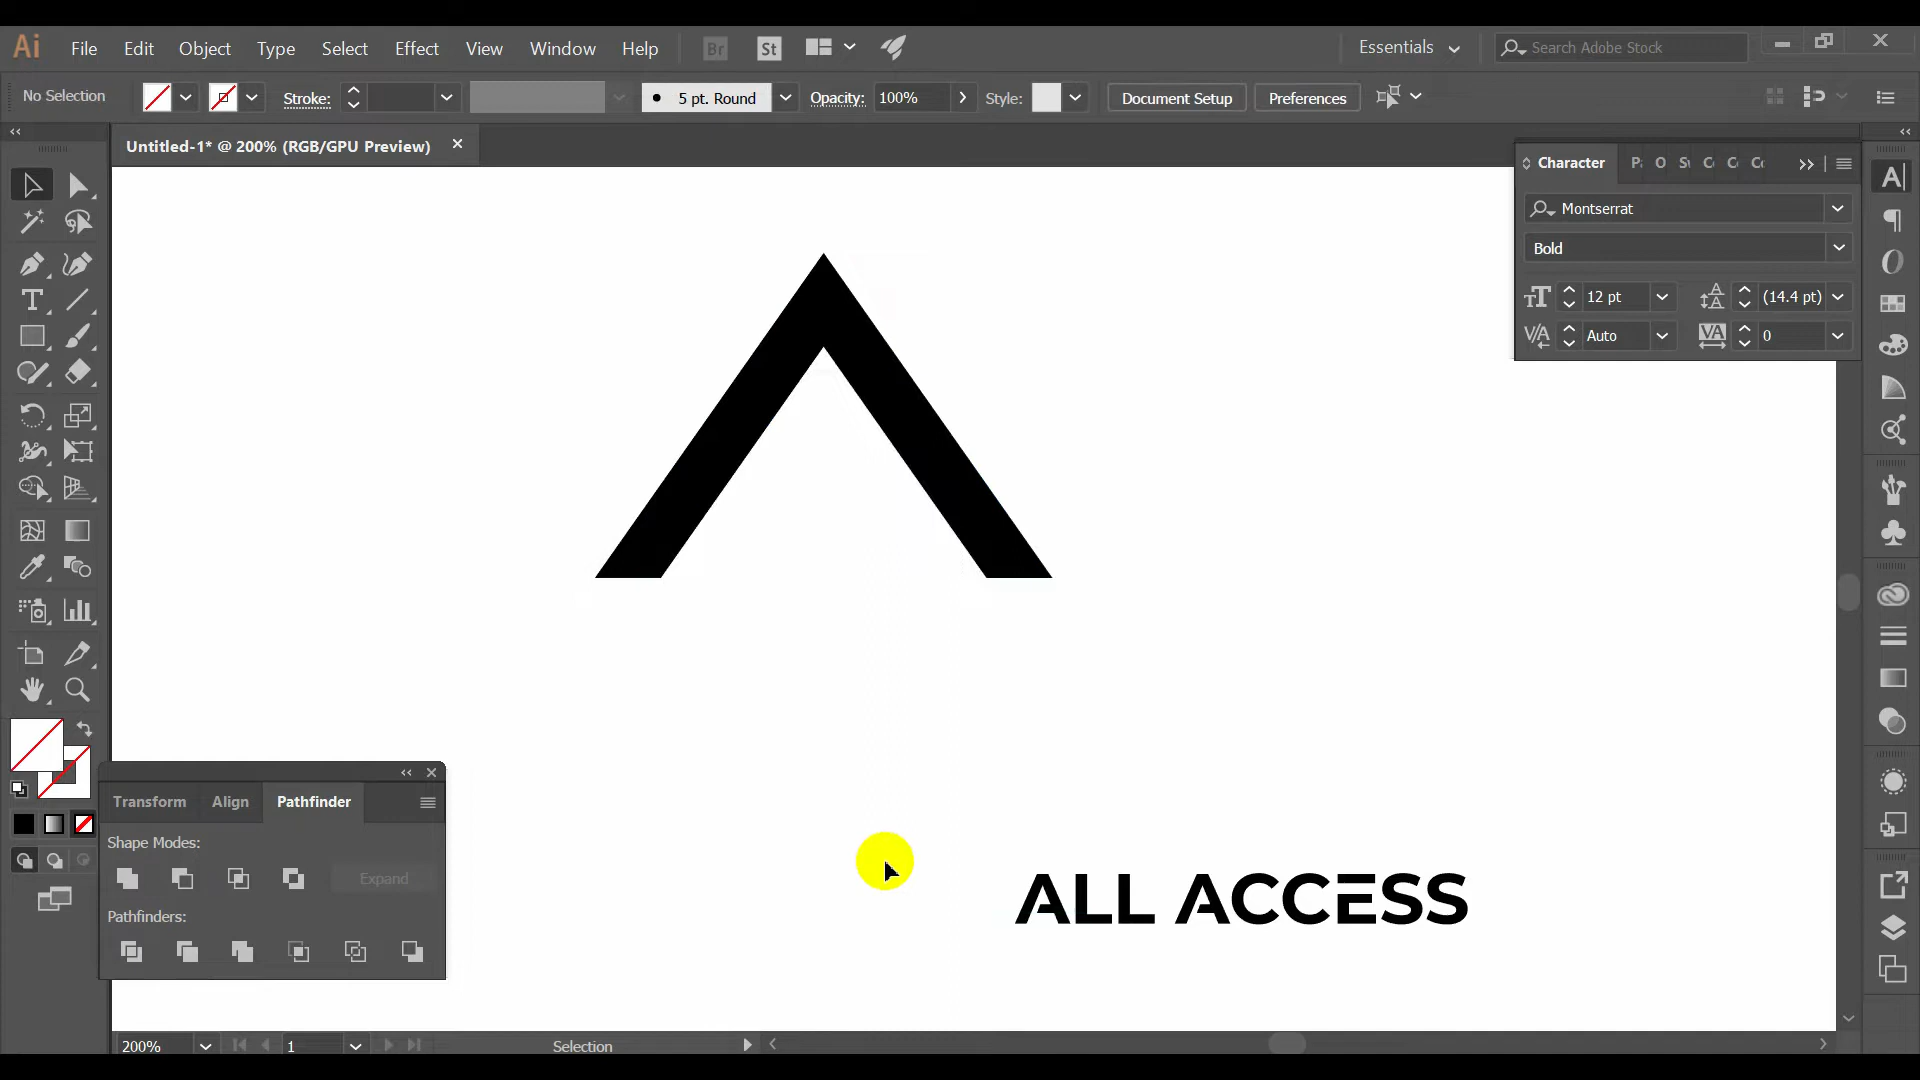 Ai File Edit Object Type Select Effect View Window Help Br St Essentials Search Adobe Stock
No Selection Stroke: 5 pt. Round Opacity: 100% Style: Document Setup Preferences
Untitled-1* @ 200% (RGB/GPU Preview)
Character
Montserrat
Bold
12 pt (14.4 pt)
Auto 0
Transform Align Pathfinder
Shape Modes:
Expand
Pathfinders:
ALL ACCESS
200% 1 Selection